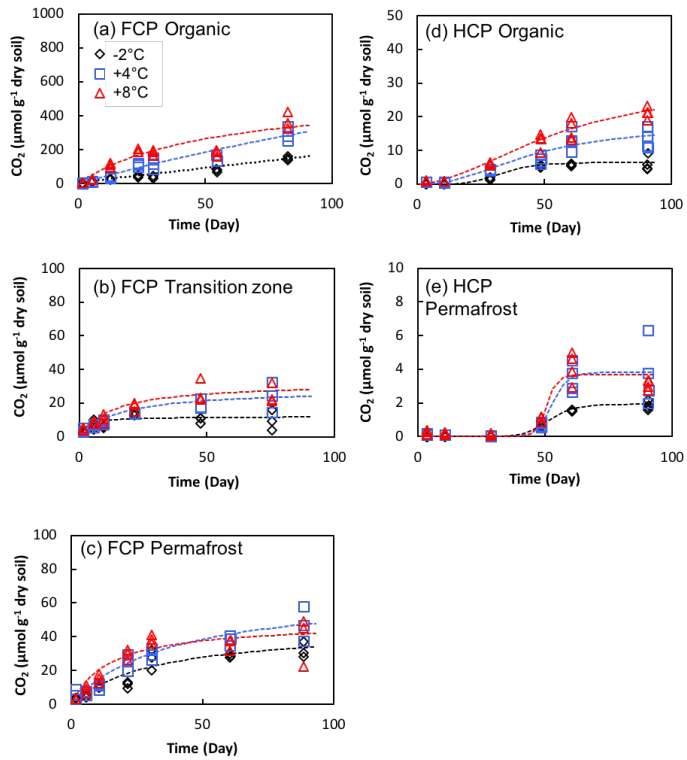 (a) FCP Organic
-2°C
+4°C
+8°C
1000
800
600
400
200
0
0
50
100
CO2 (µmol g-1 dry soil)
Time (Day)
(d) HCP Organic
50
40
30
20
10
0
0
50
100
CO2 (µmol g-1 dry soil)
Time (Day)
(b) FCP Transition zone
100
80
60
40
20
0
0
50
100
CO2 (µmol g-1 dry soil)
Time (Day)
(e) HCP
Permafrost
10
8
6
4
2
0
0
50
100
CO2 (µmol g-1 dry soil)
Time (Day)
(c) FCP Permafrost
100
80
60
40
20
0
0
50
100
CO2 (µmol g-1 dry soil)
Time (Day)